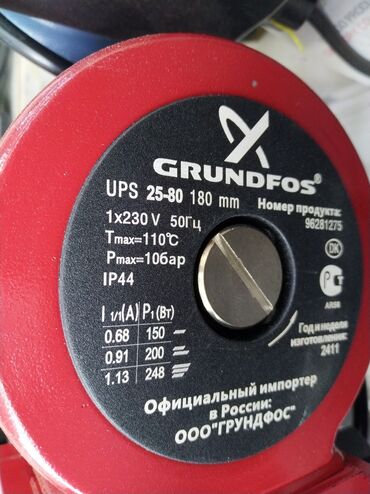 GRUNDFOS
UPS 25-80 180 mm
Номер продукта:
96281275
1x230 V 50Гц
Tmax=110°C
Pmax=10бар
IP44
DK
P
АЯ58
I 1/1(A) P1(Вт)
0.68 150
0.91 200
1.13 248
Год и неделя
изготовления:
2411
Официальный импортер
в России:
ООО"ГРУНДФОС"